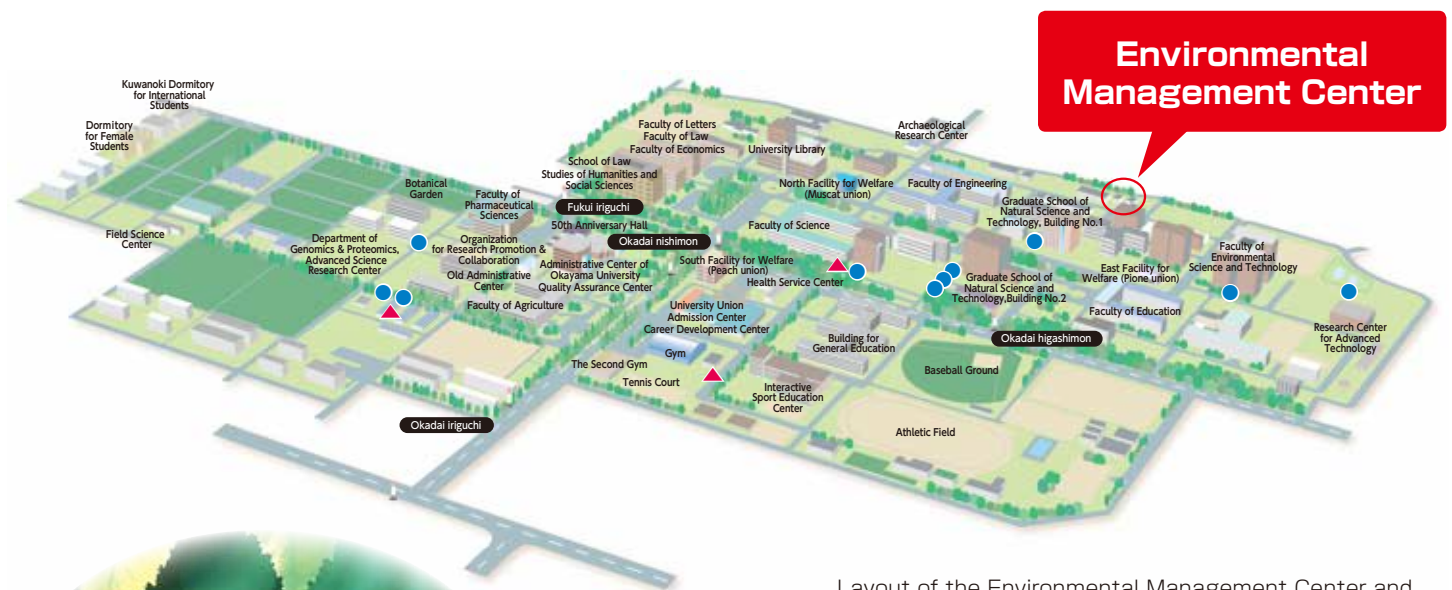 Environmental
Management Center
Kuwanoki Dormitory
for International
Students
Dormitory
for Female
Students
Faculty of Letters
Faculty of Law
Faculty of Economics
University Library
Archaeological
Research Center
School of Law
Studies of Humanities and
Social Sciences
North Facility for Welfare
(Muscat union)
Faculty of Engineering
Botanical
Garden
Faculty of
Pharmaceutical
Sciences
Fukui iriguchi
Graduate School of
Natural Science and
Technology, Building No.1
50th Anniversary Hall
Faculty of Science
Field Science
Center
Department of
Genomics & Proteomics,
Advanced Science
Research Center
Organization
for Research Promotion &
Collaboration
Okadai nishimon
Faculty of
Environmental
Science and Technology
Old Administrative
Center
Administrative Center of
Okayama University
Quality Assurance Center
South Facility for Welfare
(Peach union)
Health Service Center
East Facility for
Welfare (Pione union)
Graduate School of
Natural Science and
Technology,Building No.2
Faculty of Agriculture
University Union
Admission Center
Career Development Center
Faculty of Education
Okadai higashimon
Building for
General Education
Research Center
for Advanced
Technology
Gym
The Second Gym
Tennis Court
Interactive
Sport Education
Center
Baseball Ground
Okadai iriguchi
Athletic Field
Layout of the Environmental Management Center and